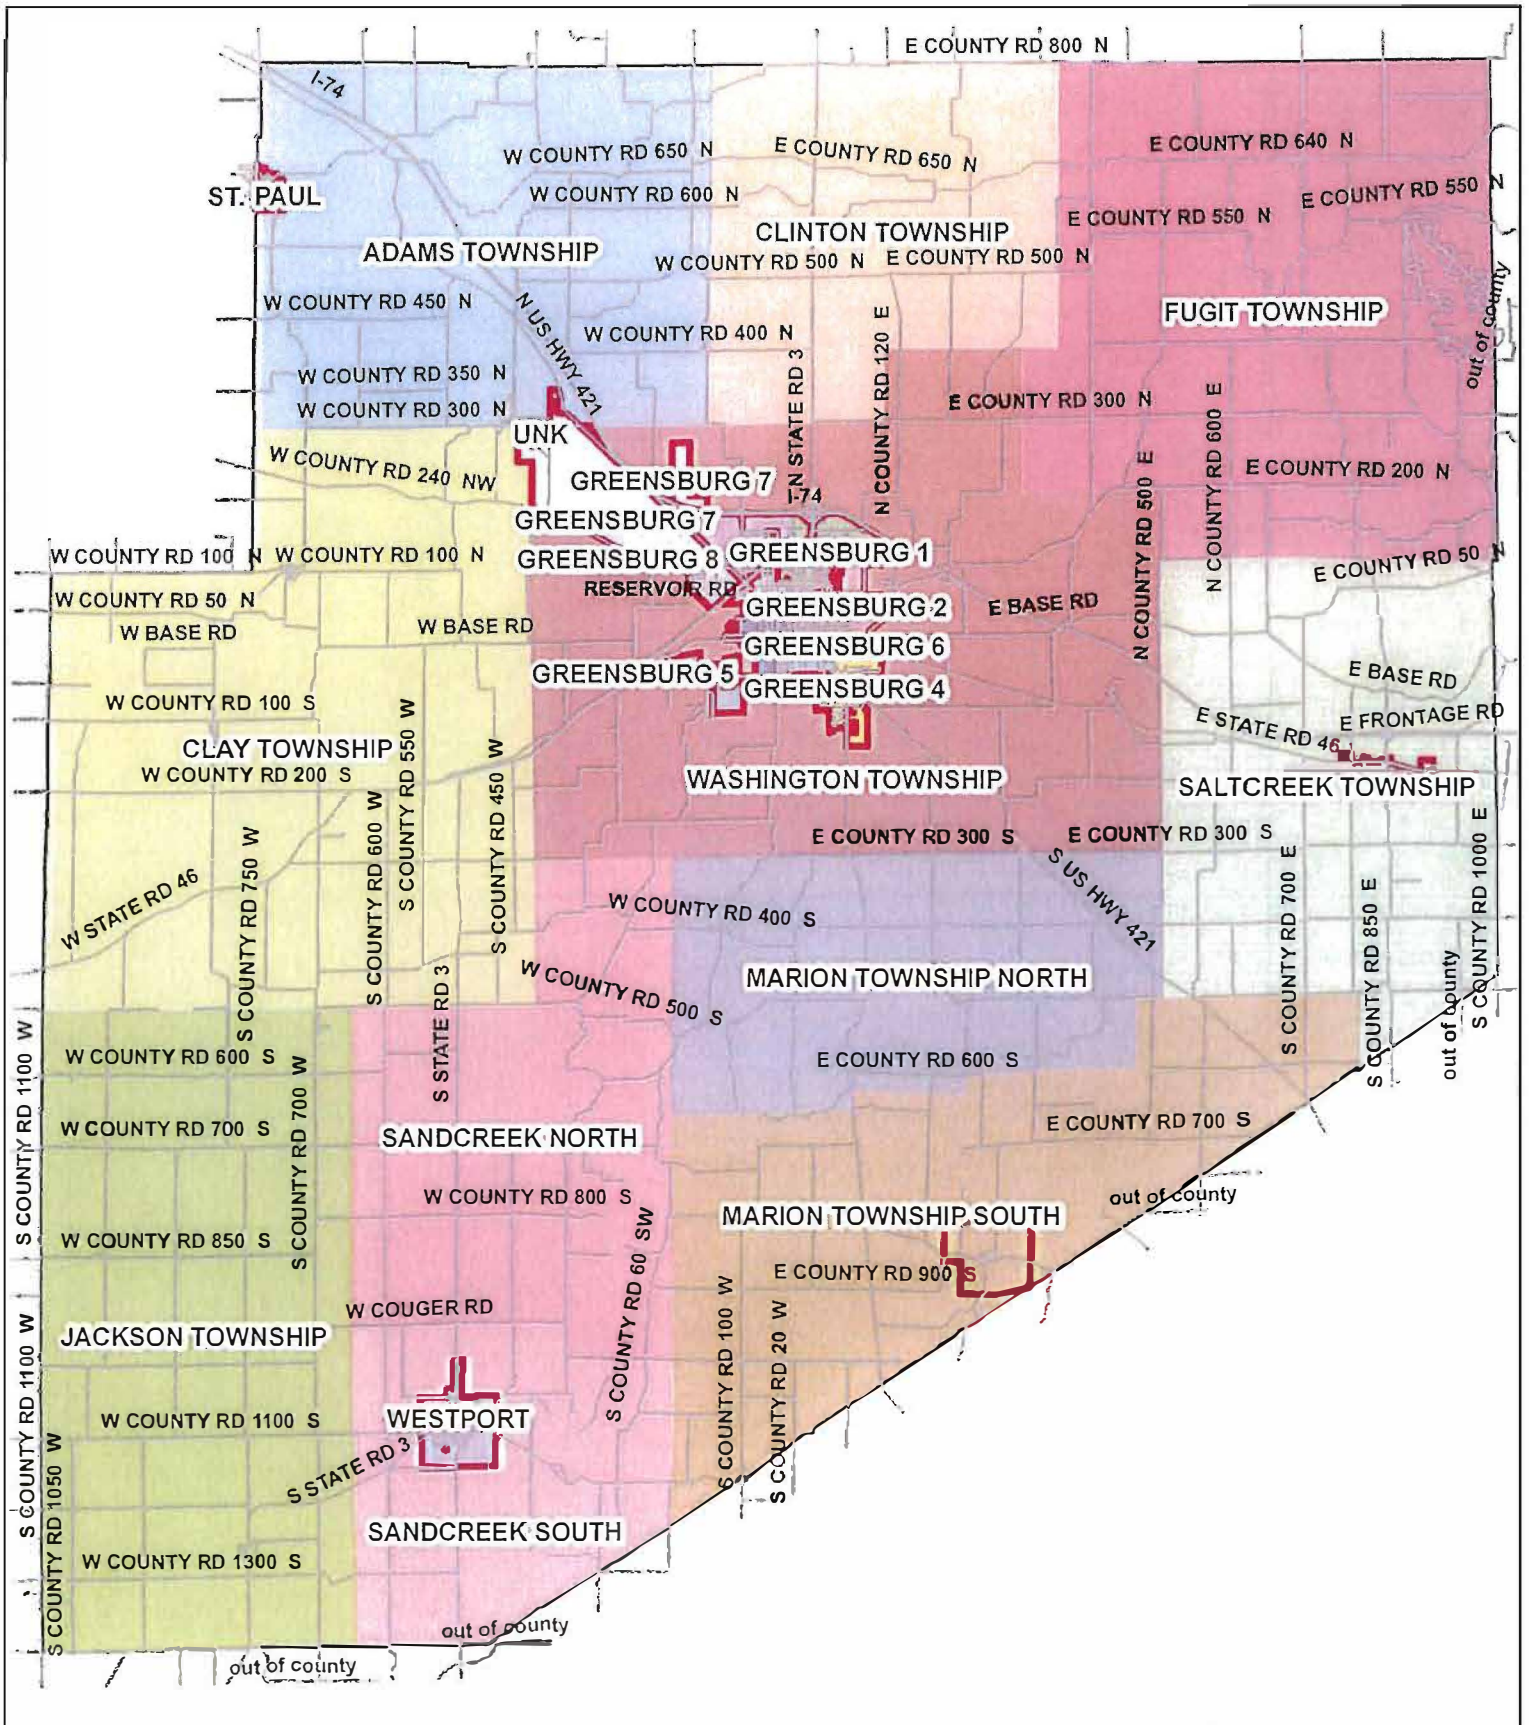 E COUNTY RD 800 N
I-74
W COUNTY RD 650 N
E COUNTY RD 650 N
E COUNTY RD 640 N
ST. PAUL
W COUNTY RD 600 N
E COUNTY RD 550 N
E COUNTY RD 550 N
ADAMS TOWNSHIP
CLINTON TOWNSHIP
W COUNTY RD 500 N
E COUNTY RD 500 N
W COUNTY RD 450 N
N US HWY 421
FUGIT TOWNSHIP
out of county
W COUNTY RD 400 N
N STATE RD 3
N COUNTY RD 120 E
W COUNTY RD 350 N
W COUNTY RD 300 N
E COUNTY RD 300 N
N COUNTY RD 600 E
UNK
W COUNTY RD 240 NW
GREENSBURG 7
I-74
N COUNTY RD 500 E
E COUNTY RD 200 N
GREENSBURG 7
W COUNTY RD 100 N
W COUNTY RD 100 N
GREENSBURG 8
GREENSBURG 1
E COUNTY RD 50 N
RESERVOIR RD
W COUNTY RD 50 N
GREENSBURG 2
E BASE RD
W BASE RD
W BASE RD
GREENSBURG 6
GREENSBURG 5
GREENSBURG 4
E BASE RD
W COUNTY RD 100 S
S COUNTY RD 550 W
E STATE RD 46
E FRONTAGE RD
CLAY TOWNSHIP
W COUNTY RD 200 S
S COUNTY RD 450 W
WASHINGTON TOWNSHIP
SALTCREEK TOWNSHIP
S COUNTY RD 600 W
S COUNTY RD 750 W
E COUNTY RD 300 S
E COUNTY RD 300 S
S COUNTY RD 1000 E
S US HWY 421
S COUNTY RD 700 E
S COUNTY RD 850 E
W STATE RD 46
W COUNTY RD 400 S
MARION TOWNSHIP NORTH
W COUNTY RD 500 S
S STATE RD 3
out of county
S COUNTY RD 1100 W
W COUNTY RD 600 S
S COUNTY RD 700 W
E COUNTY RD 600 S
W COUNTY RD 700 S
SANDCREEK NORTH
E COUNTY RD 700 S
W COUNTY RD 800 S
out of county
MARION TOWNSHIP SOUTH
W COUNTY RD 850 S
S COUNTY RD 60 SW
E COUNTY RD 900 S
W COUGER RD
S COUNTY RD 100 W
S COUNTY RD 20 W
JACKSON TOWNSHIP
S COUNTY RD 1100 W
W COUNTY RD 1100 S
WESTPORT
S STATE RD 3
S COUNTY RD 1050 W
SANDCREEK SOUTH
W COUNTY RD 1300 S
out of county
out of county